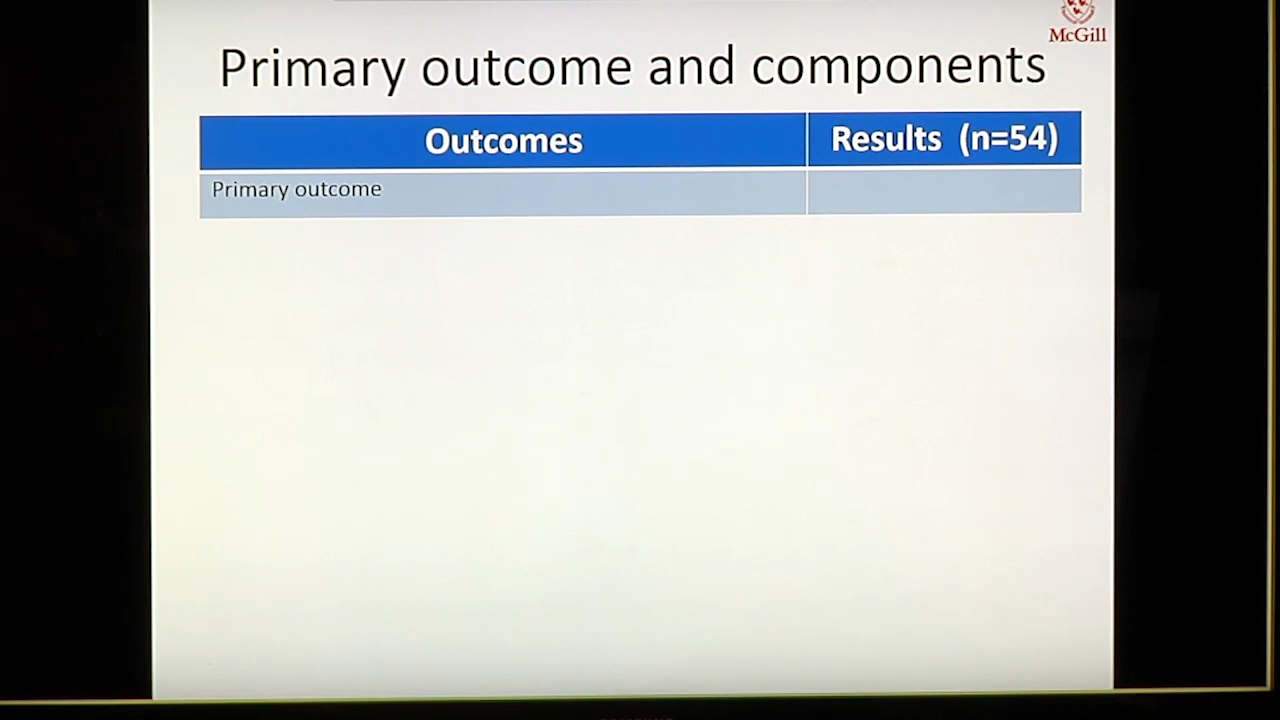 McGill
Primary outcome and components
Outcomes
Results (n=54)
Primary outcome